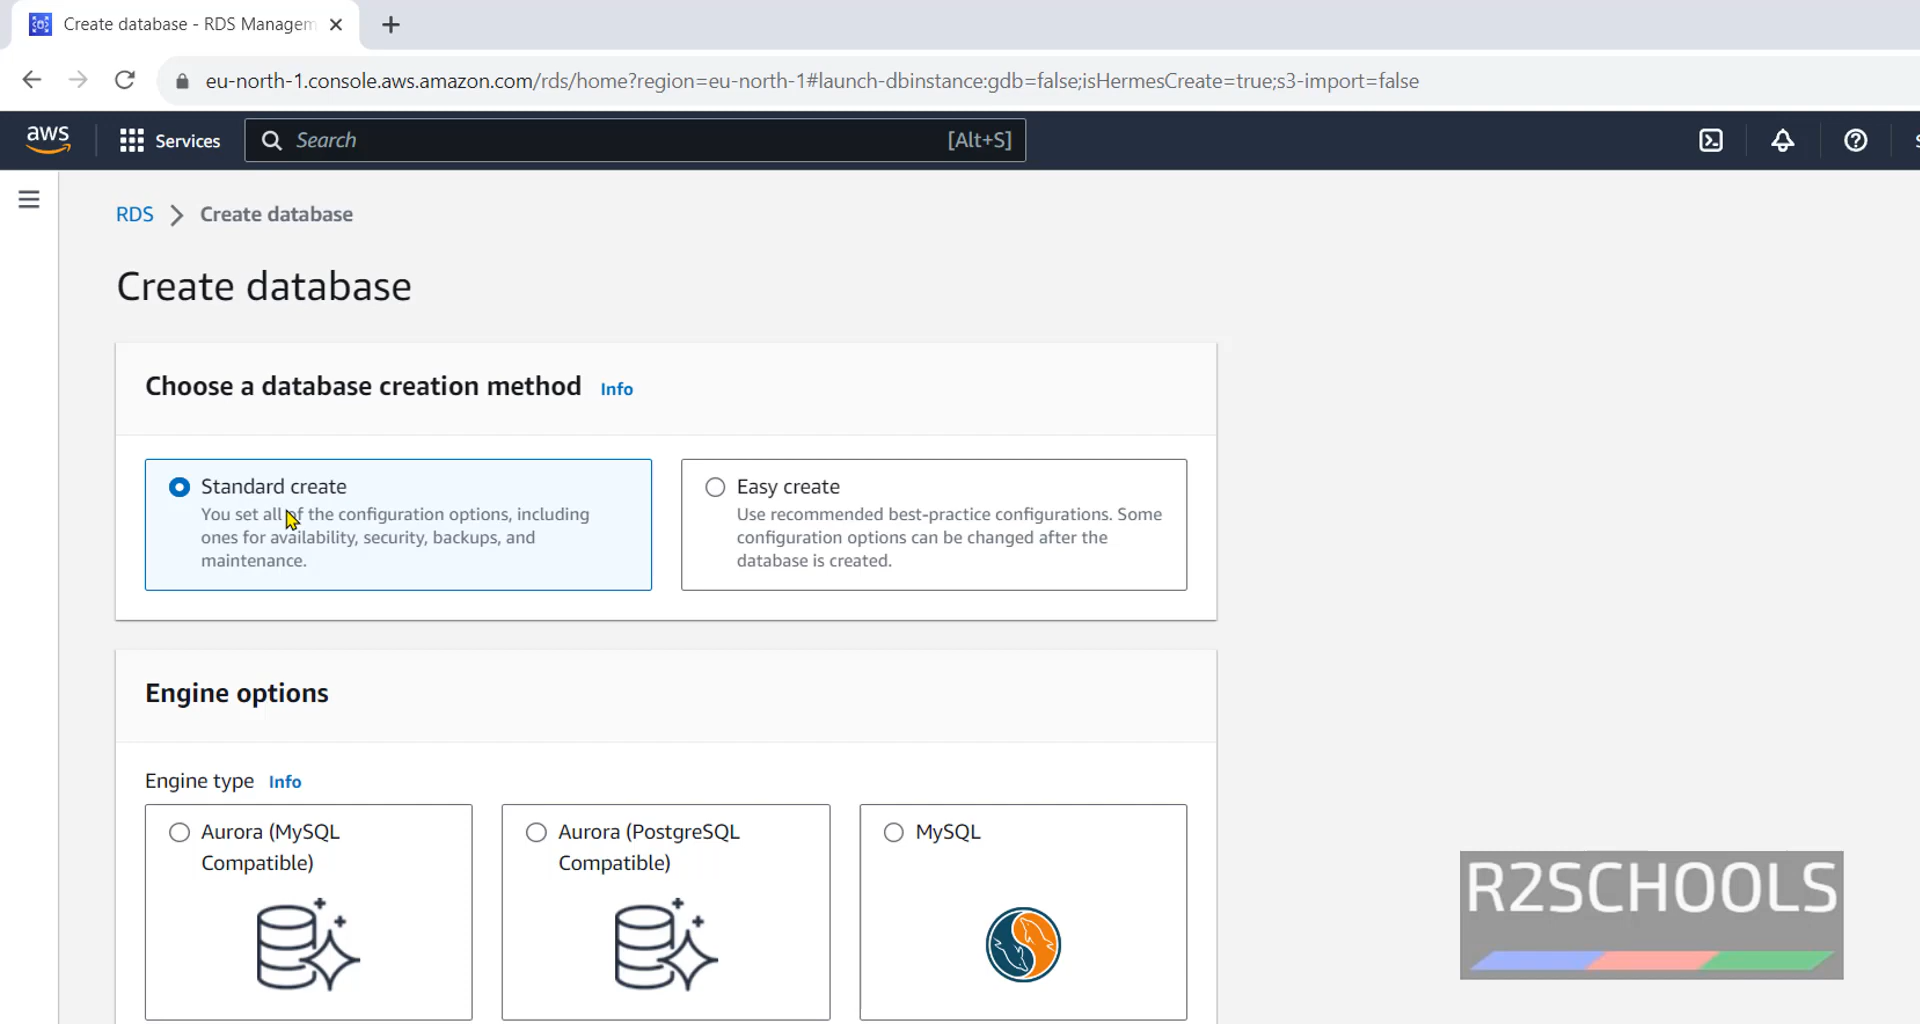 Create database - RDS Managem
eu-north-1.console.aws.amazon.com/rds/home?region=eu-north-1#launch-dbinstance:gdb=false;isHermesCreate=true;s3-import=false
aws
Services
Search
[Alt+S]
RDS
Create database
Create database
Choose a database creation method Info
Standard create
You set all of the configuration options, including
ones for availability, security, backups, and
maintenance.
Easy create
Use recommended best-practice configurations. Some
configuration options can be changed after the
database is created.
Engine options
Engine type Info
Aurora (MySQL
Compatible)
Aurora (PostgreSQL
Compatible)
MySQL
R2SCHOOLS